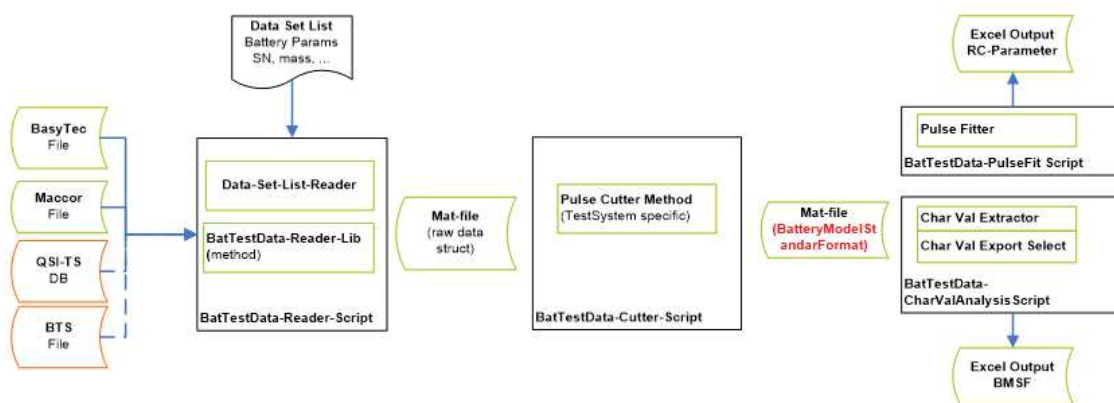 Data Set List
Battery Params
SN, mass, ...
BasyTec
File
Maccor
File
QSI-TS
DB
BTS
File
Data-Set-List-Reader
BatTestData-Reader-Lib
(method)
BatTestData-Reader-Script
Mat-file
(raw data
struct)
Pulse Cutter Method
(TestSystem specific)
BatTestData-Cutter-Script
Mat-file
(BatteryModelSt
andarFormat)
Excel Output
RC-Parameter
Pulse Fitter
BatTestData-PulseFit Script
Char Val Extractor
Char Val Export Select
BatTestData-
CharValAnalysisScript
Excel Output
BMSF